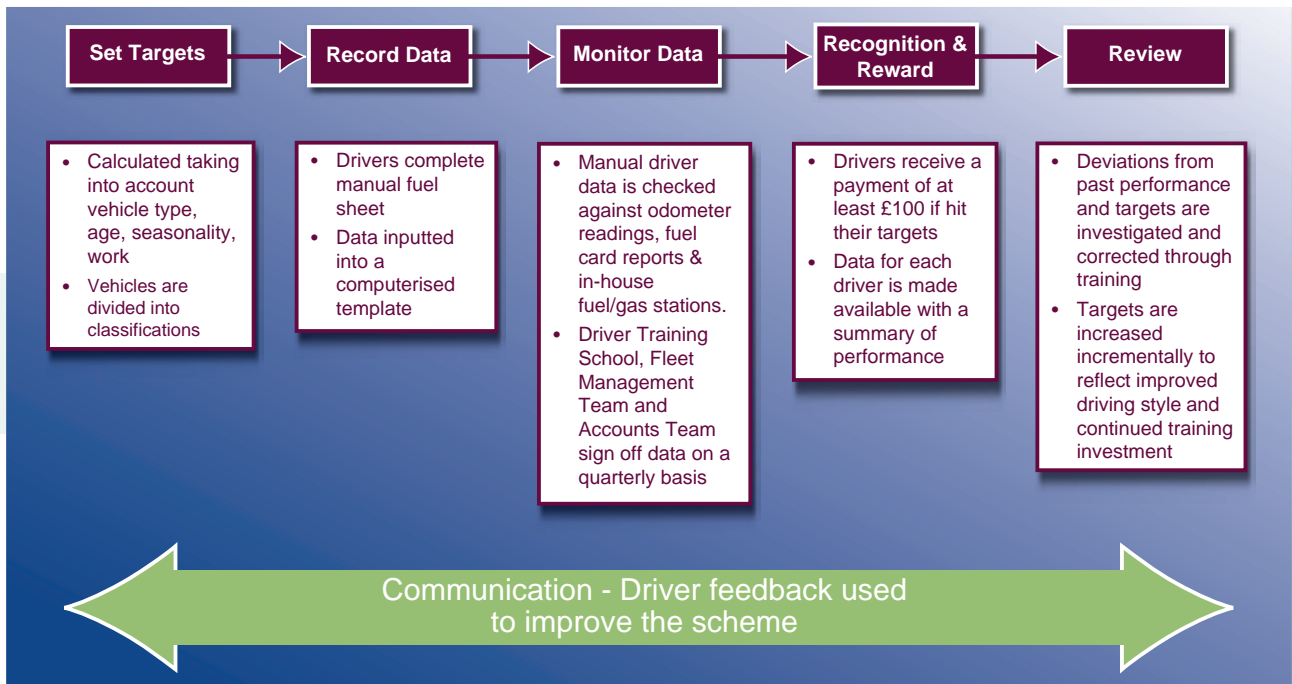 Set Targets
Record Data
Monitor Data
Recognition &
Reward
Review
• Calculated taking
into account
vehicle type,
age, seasonality,
work
• Vehicles are
divided into
classifications
• Drivers complete
manual fuel
sheet
• Data inputted
into a
computerised
template
• Manual driver
data is checked
against odometer
readings, fuel
card reports &
in-house
fuel/gas stations.
• Driver Training
School, Fleet
Management
Team and
Accounts Team
sign off data on a
quarterly basis
• Drivers receive a
payment of at
least £100 if hit
their targets
• Data for each
driver is made
available with a
summary of
performance
• Deviations from
past performance
and targets are
investigated and
corrected through
training
• Targets are
increased
incrementally to
reflect improved
driving style and
continued training
investment
Communication - Driver feedback used
to improve the scheme